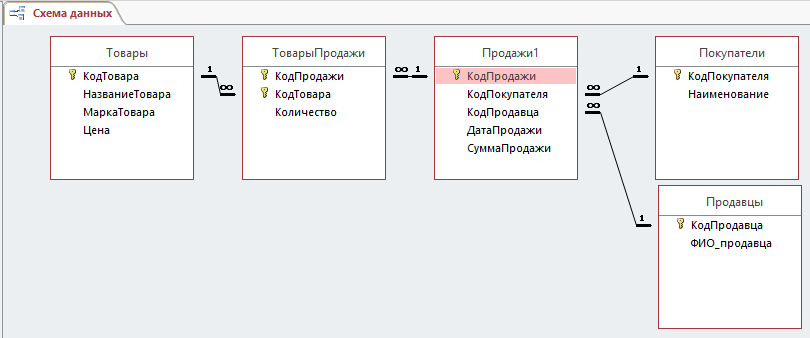 Схема данных
Товары
КодТовара
НазваниеТовара
МаркаТовара
Цена
1
∞
ТоварыПродажи
КодПродажи
КодТовара
Количество
∞
1
Продажи1
КодПродажи
КодПокупателя
КодПродавца
ДатаПродажи
СуммаПродажи
∞
1
∞
1
Покупатели
КодПокупателя
Наименование
Продавцы
КодПродавца
ФИО_продавца